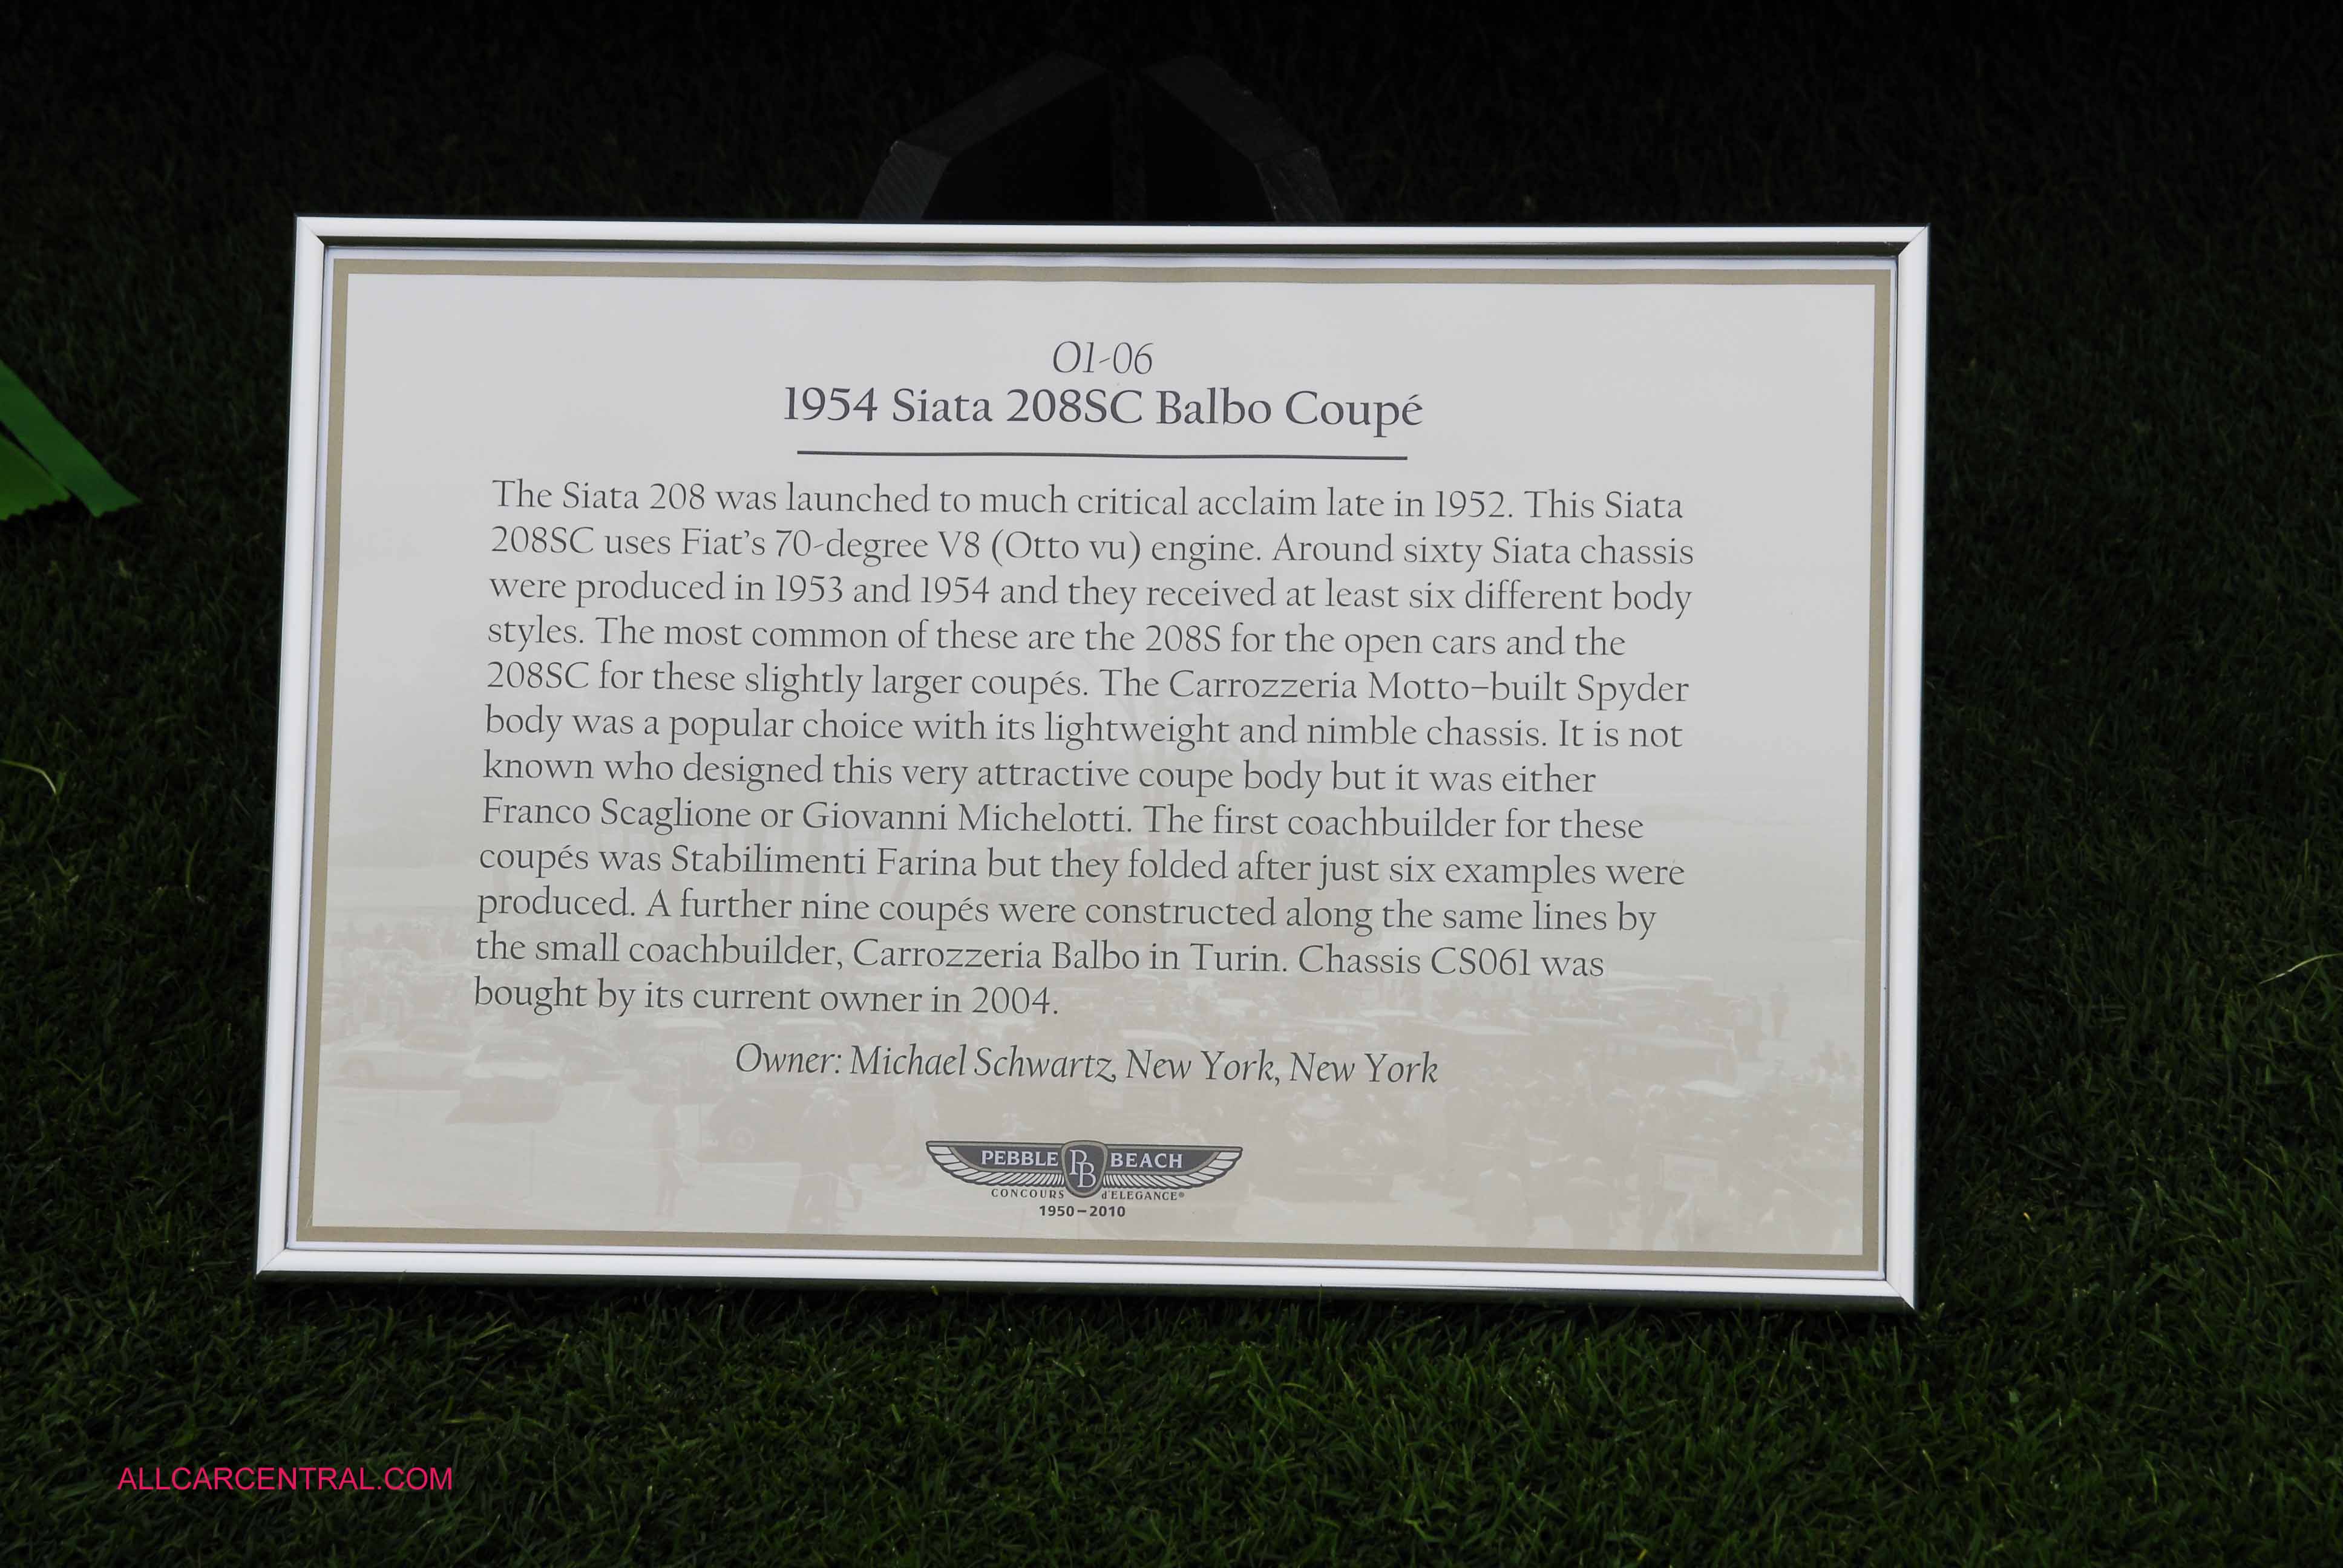 O1-06
1954 Siata 208SC Balbo Coupé
The Siata 208 was launched to much critical acclaim late in 1952. This Siata
208SC uses Fiat's 70-degree V8 (Otto vu) engine. Around sixty Siata chassis
were produced in 1953 and 1954 and they received at least six different body
styles. The most common of these are the 208S for the open cars and the
208SC for these slightly larger coupés. The Carrozzeria Motto–built Spyder
body was a popular choice with its lightweight and nimble chassis. It is not
known who designed this very attractive coupe body but it was either
Franco Scaglione or Giovanni Michelotti. The first coachbuilder for these
coupés was Stabilimenti Farina but they folded after just six examples were
produced. A further nine coupés were constructed along the same lines by
the small coachbuilder, Carrozzeria Balbo in Turin. Chassis CS061 was
bought by its current owner in 2004.
Owner: Michael Schwartz, New York, New York
PEBBLE PB BEACH
CONCOURS d'ELEGANCE®
1950–2010
ALLCARCENTRAL.COM